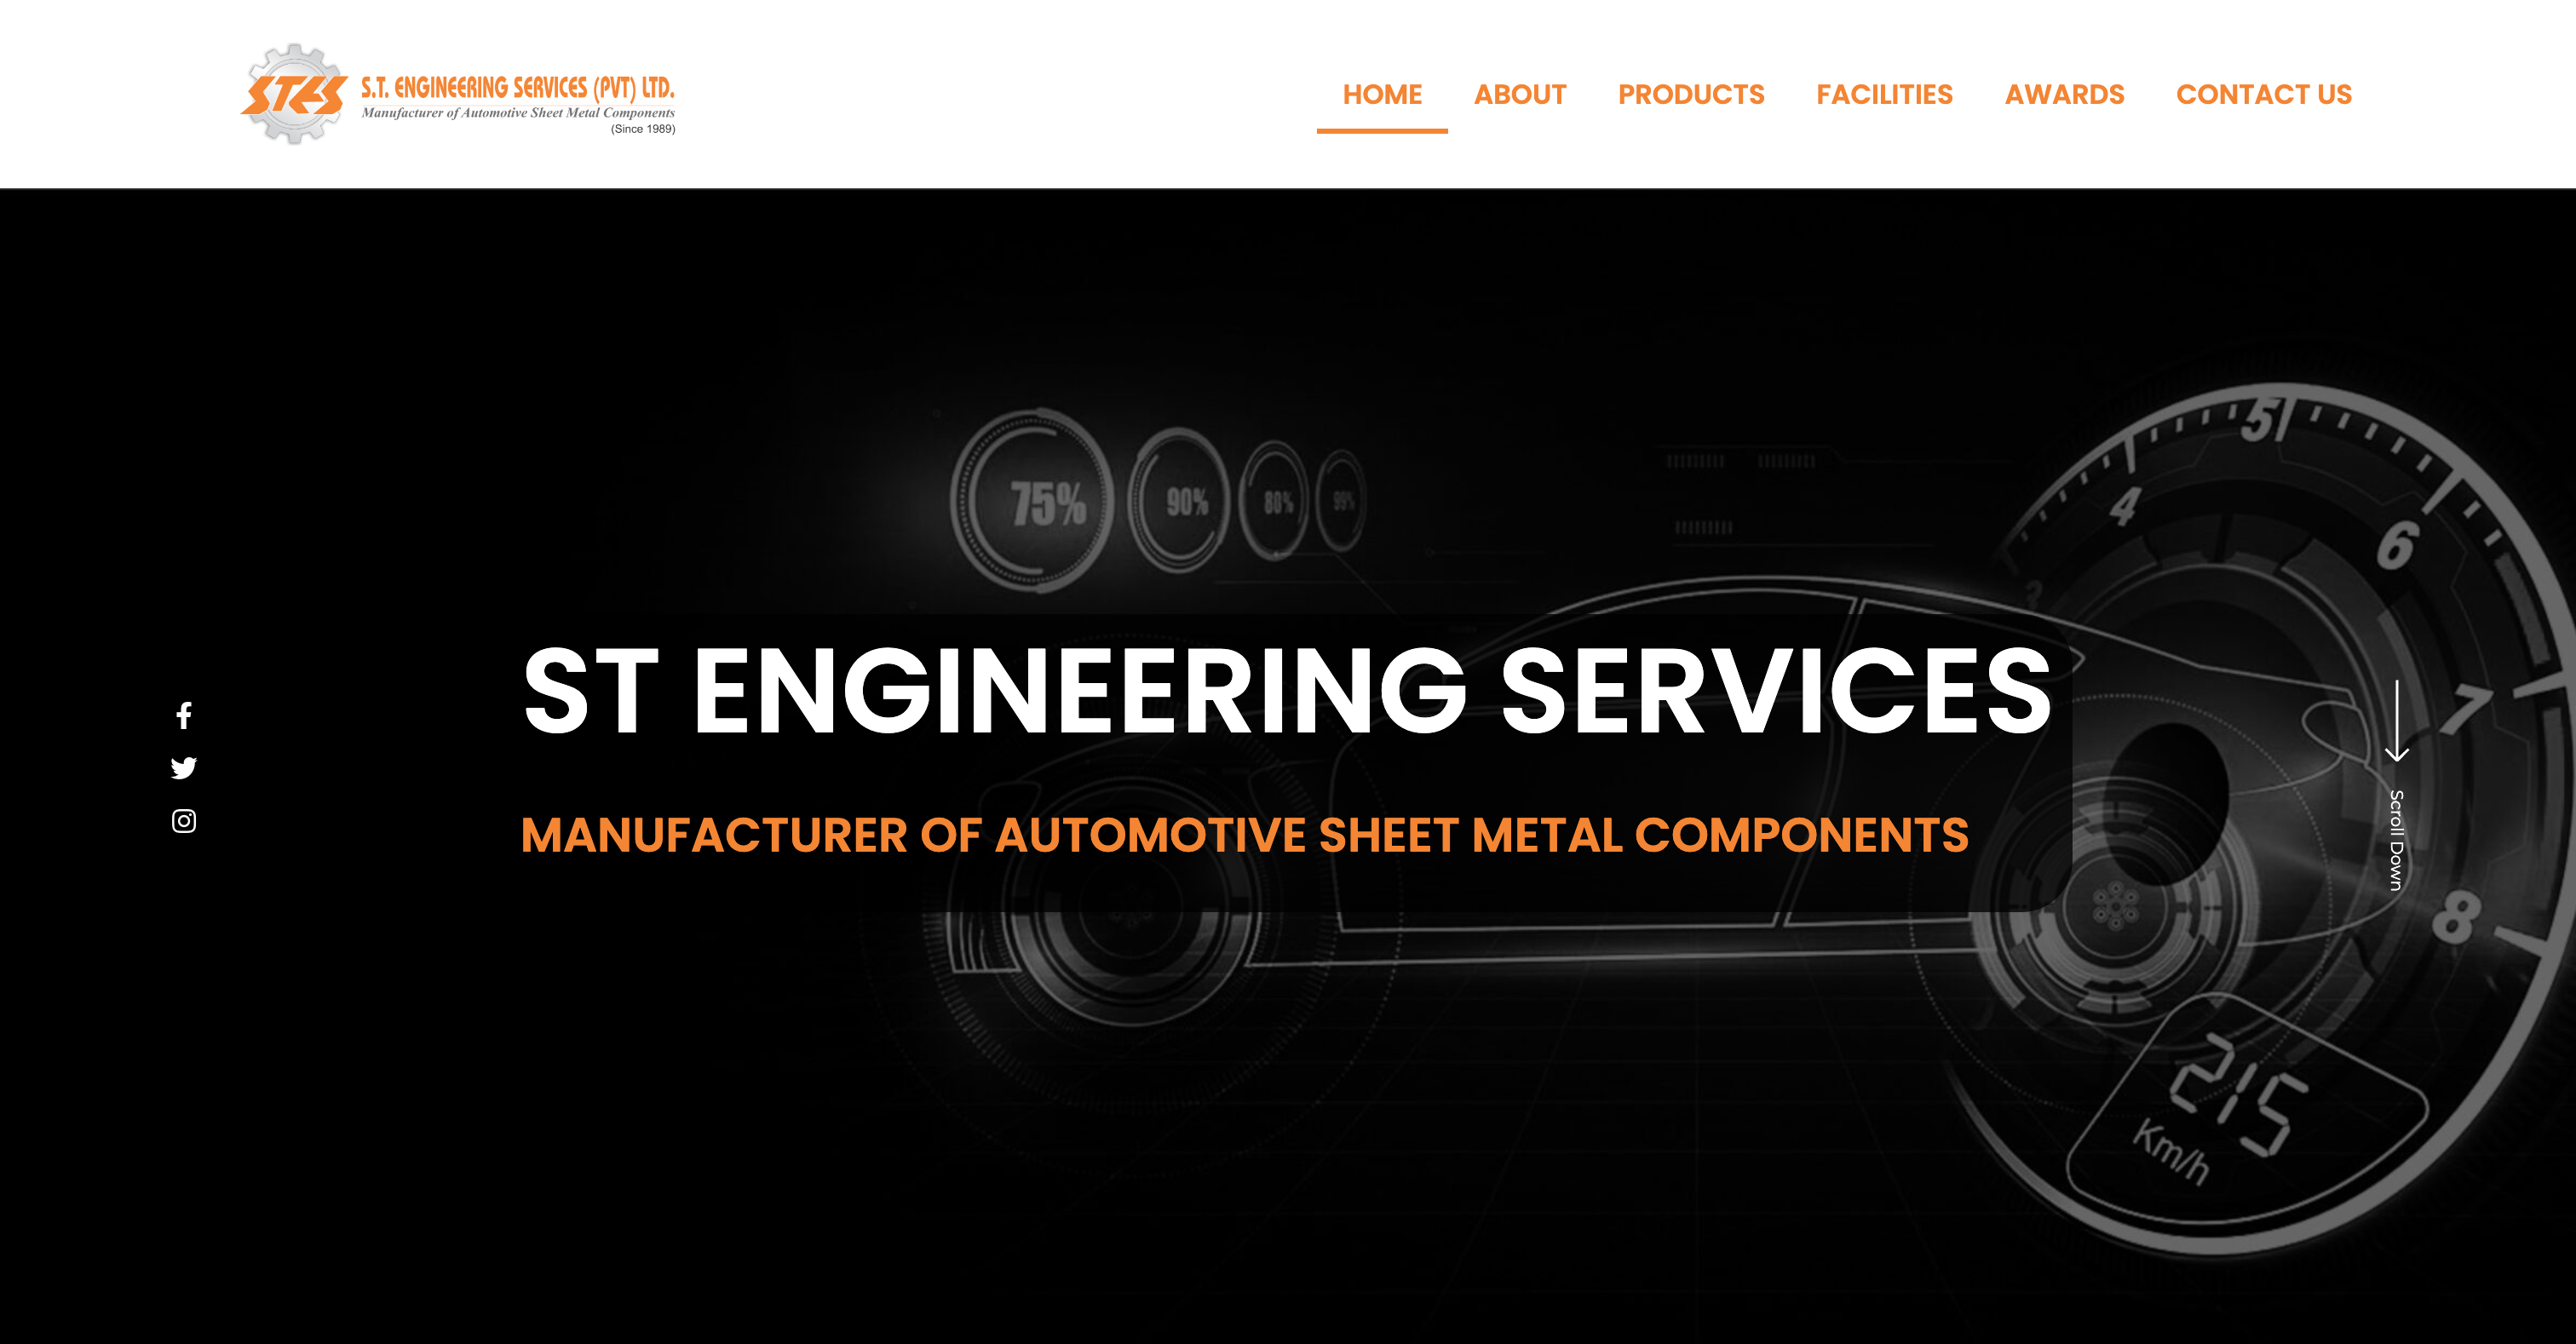 STES
S.T. ENGINEERING SERVICES (PVT) LTD.
Manufacturer of Automotive Sheet Metal Components
(Since 1989)
HOME ABOUT PRODUCTS FACILITIES AWARDS CONTACT US
75% 90% 80% 99%
3 4 5 6 7 8
ST ENGINEERING SERVICES
MANUFACTURER OF AUTOMOTIVE SHEET METAL COMPONENTS
Scroll Down
215
Km/h